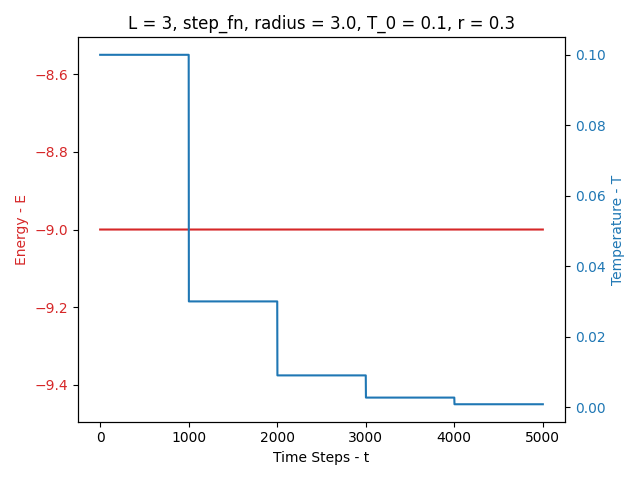 L = 3, step_fn, radius = 3.0, T_0 = 0.1, r = 0.3
Energy - E
−8.6
−8.8
−9.0
−9.2
−9.4
0.10
0.08
0.06
0.04
0.02
0.00
Temperature - T
0 1000 2000 3000 4000 5000
Time Steps - t